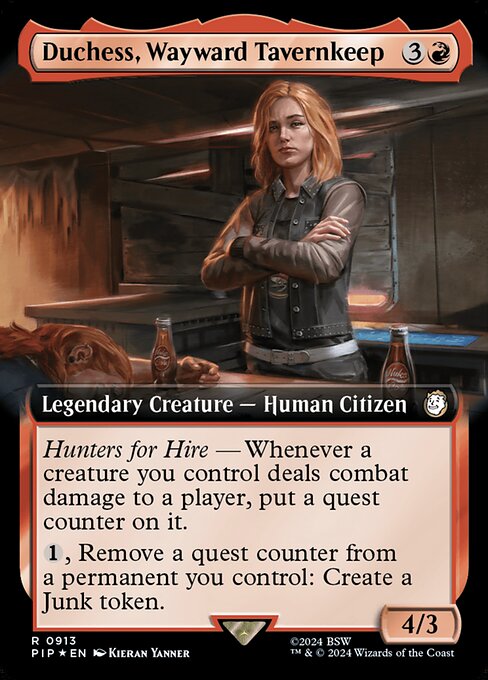 Duchess, Wayward Tavernkeep 3
Legendary Creature — Human Citizen
Hunters for Hire — Whenever a
creature you control deals combat
damage to a player, put a quest
counter on it.
1, Remove a quest counter from
a permanent you control: Create a
Junk token.
4/3
R 0913
PIP ★ EN Kieran Yanner
©2024 BSW
™ & © 2024 Wizards of the Coast